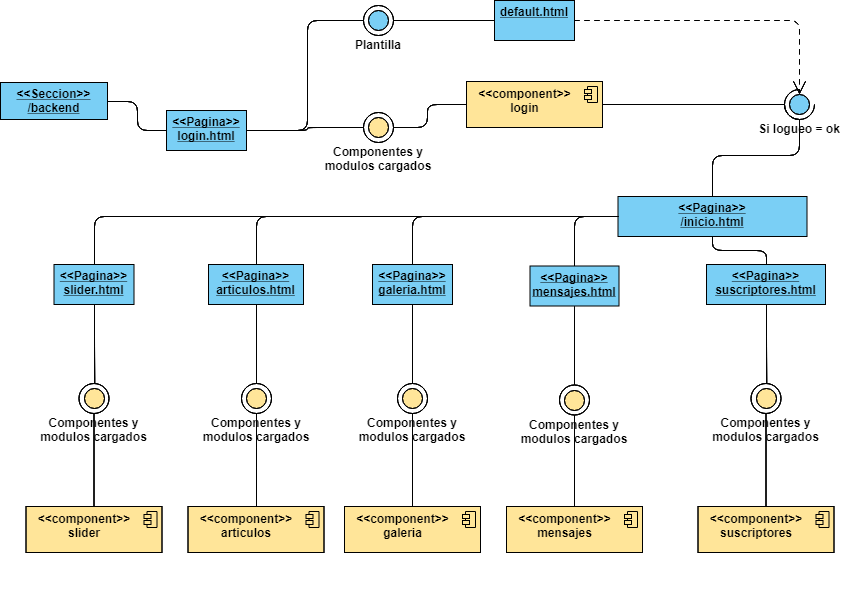 default.html
Plantilla
<<Seccion>>
/backend
<<Pagina>>
login.html
<<component>>
login
Si logueo = ok
Componentes y
modulos cargados
<<Pagina>>
/inicio.html
<<Pagina>>
slider.html
<<Pagina>>
articulos.html
<<Pagina>>
galeria.html
<<Pagina>>
mensajes.html
<<Pagina>>
suscriptores.html
Componentes y
modulos cargados
Componentes y
modulos cargados
Componentes y
modulos cargados
Componentes y
modulos cargados
Componentes y
modulos cargados
<<component>>
slider
<<component>>
articulos
<<component>>
galeria
<<component>>
mensajes
<<component>>
suscriptores